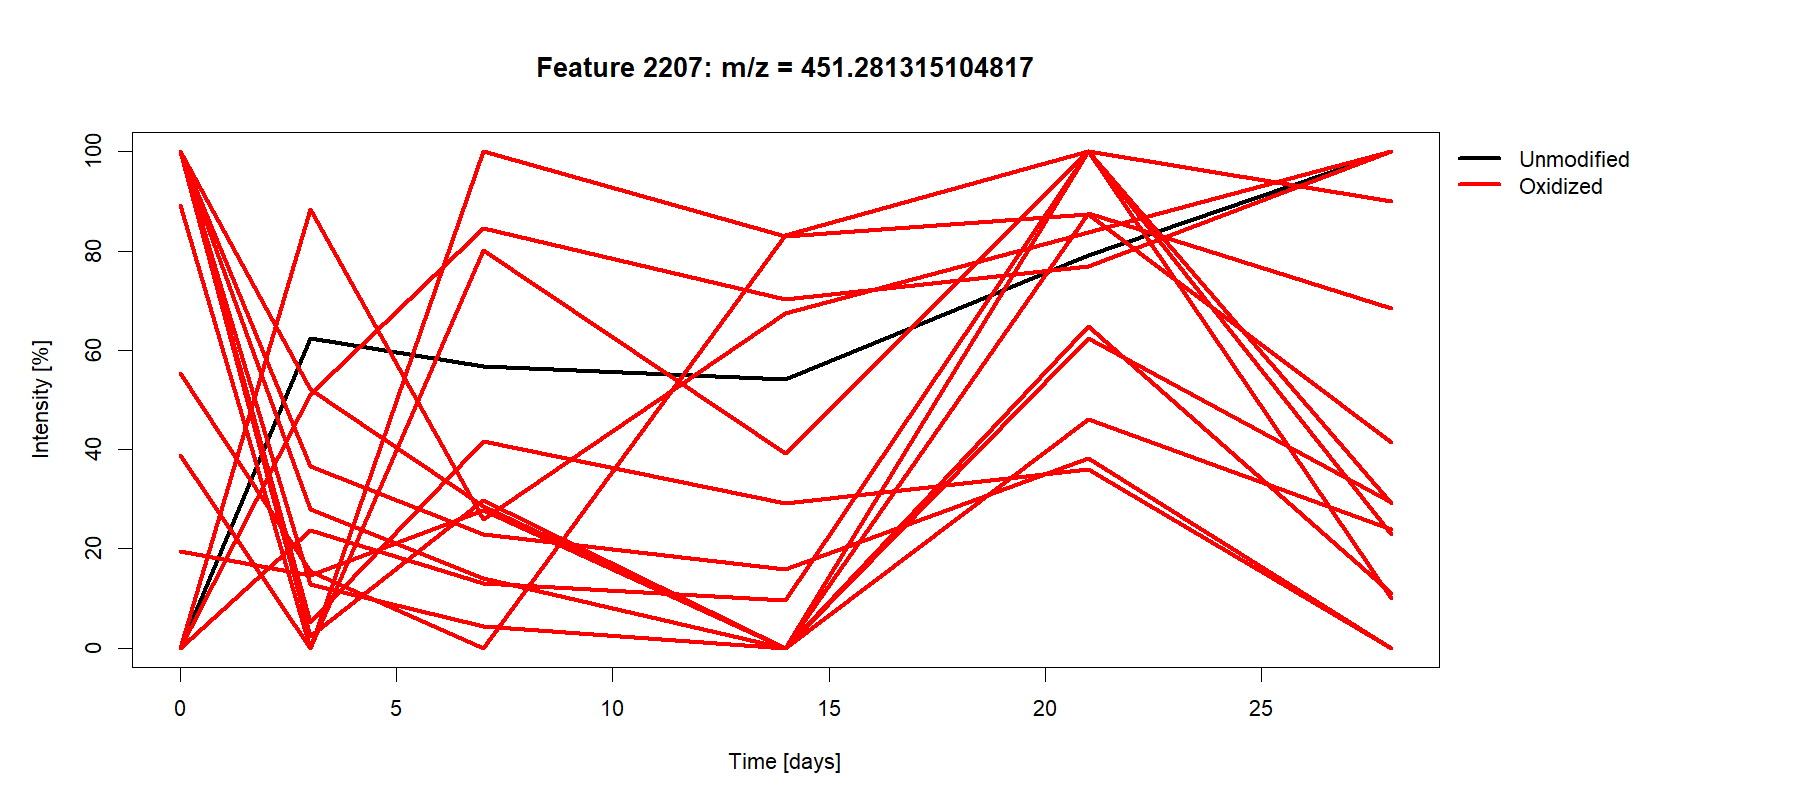 Feature 2207: m/z = 451.281315104817
Unmodified
Oxidized
Intensity [%]
100
80
60
40
20
0
0 5 10 15 20 25
Time [days]